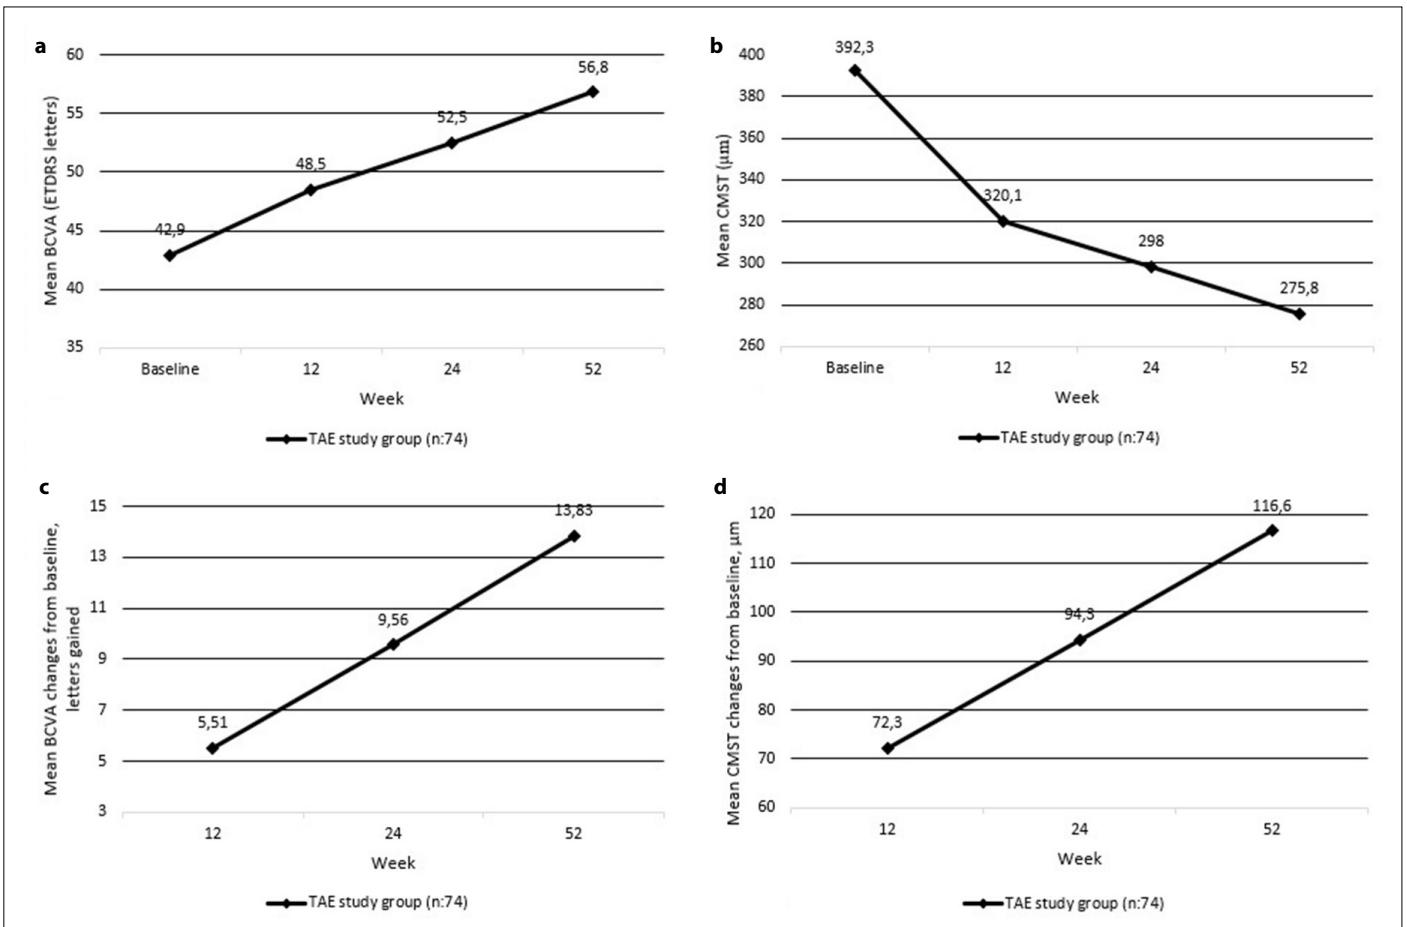 a
60
55
50
45
40
35
Mean BCVA (ETDRS letters)
42,9
48,5
52,5
56,8
Baseline 12 24 52
Week
TAE study group (n:74)
b
400
380
360
340
320
300
280
260
Mean CMST (µm)
392,3
320,1
298
275,8
Baseline 12 24 52
Week
TAE study group (n:74)
c
15
13
11
9
7
5
3
Mean BCVA changes from baseline,
letters gained
5,51
9,56
13,83
12 24 52
Week
TAE study group (n:74)
d
120
110
100
90
80
70
60
Mean CMST changes from baseline, µm
72,3
94,3
116,6
12 24 52
Week
TAE study group (n:74)